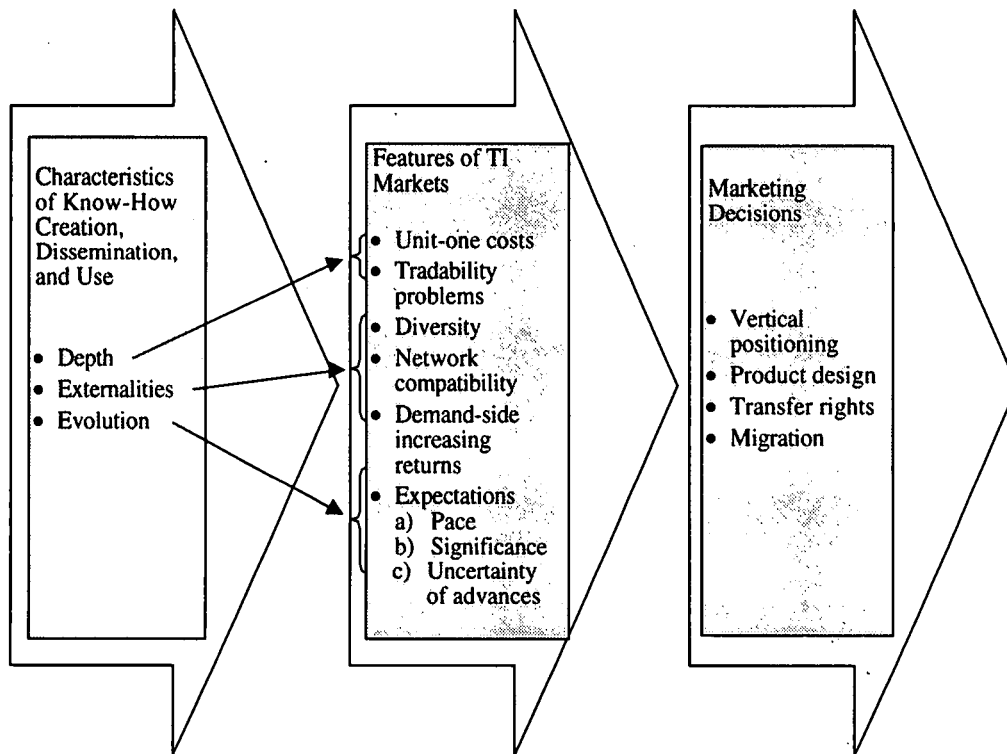 Characteristics
of Know-How
Creation,
Dissemination,
and Use
• Depth
• Externalities
• Evolution
Features of TI
Markets
• Unit-one costs
• Tradability
problems
• Diversity
• Network
compatibility
• Demand-side
increasing
returns
• Expectations
a) Pace
b) Significance
c) Uncertainty
of advances
Marketing
Decisions
• Vertical
positioning
• Product design
• Transfer rights
• Migration